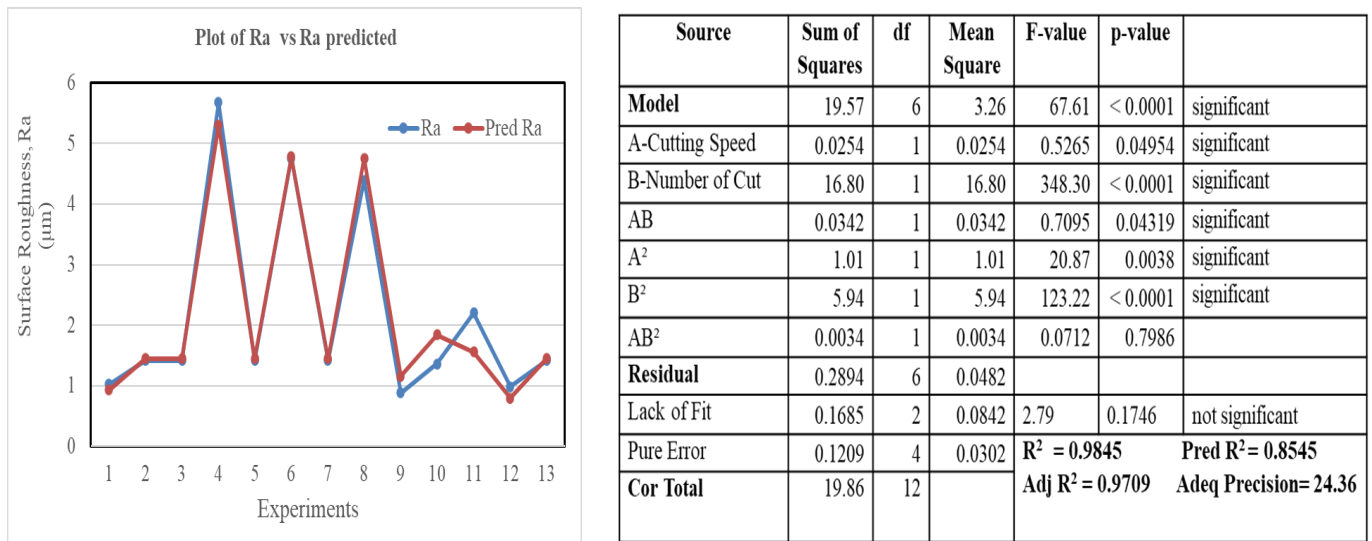 Plot of Ra vs Ra predicted
Ra Pred Ra
Surface Roughness, Ra
(µm)
6
5
4
3
2
1
0
1 2 3 4 5 6 7 8 9 10 11 12 13
Experiments
Source Sum of Squares df Mean Square F-value p-value
Model 19.57 6 3.26 67.61 < 0.0001 significant
A-Cutting Speed 0.0254 1 0.0254 0.5265 0.04954 significant
B-Number of Cut 16.80 1 16.80 348.30 < 0.0001 significant
AB 0.0342 1 0.0342 0.7095 0.04319 significant
A² 1.01 1 1.01 20.87 0.0038 significant
B² 5.94 1 5.94 123.22 < 0.0001 significant
AB² 0.0034 1 0.0034 0.0712 0.7986
Residual 0.2894 6 0.0482
Lack of Fit 0.1685 2 0.0842 2.79 0.1746 not significant
Pure Error 0.1209 4 0.0302 R² = 0.9845 Pred R² = 0.8545
Cor Total 19.86 12 Adj R² = 0.9709 Adeq Precision= 24.36